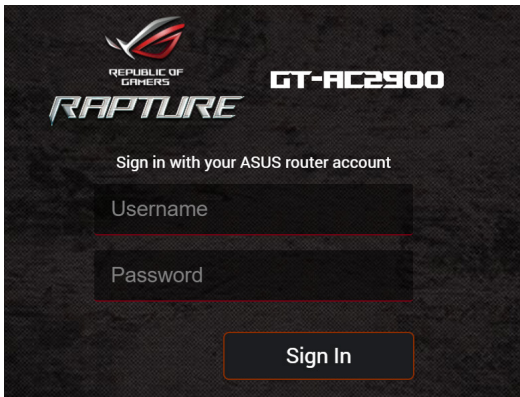 REPUBLIC OF
GAMERS
RAPTURE
GT-AC2900
Sign in with your ASUS router account
Username
Password
Sign In